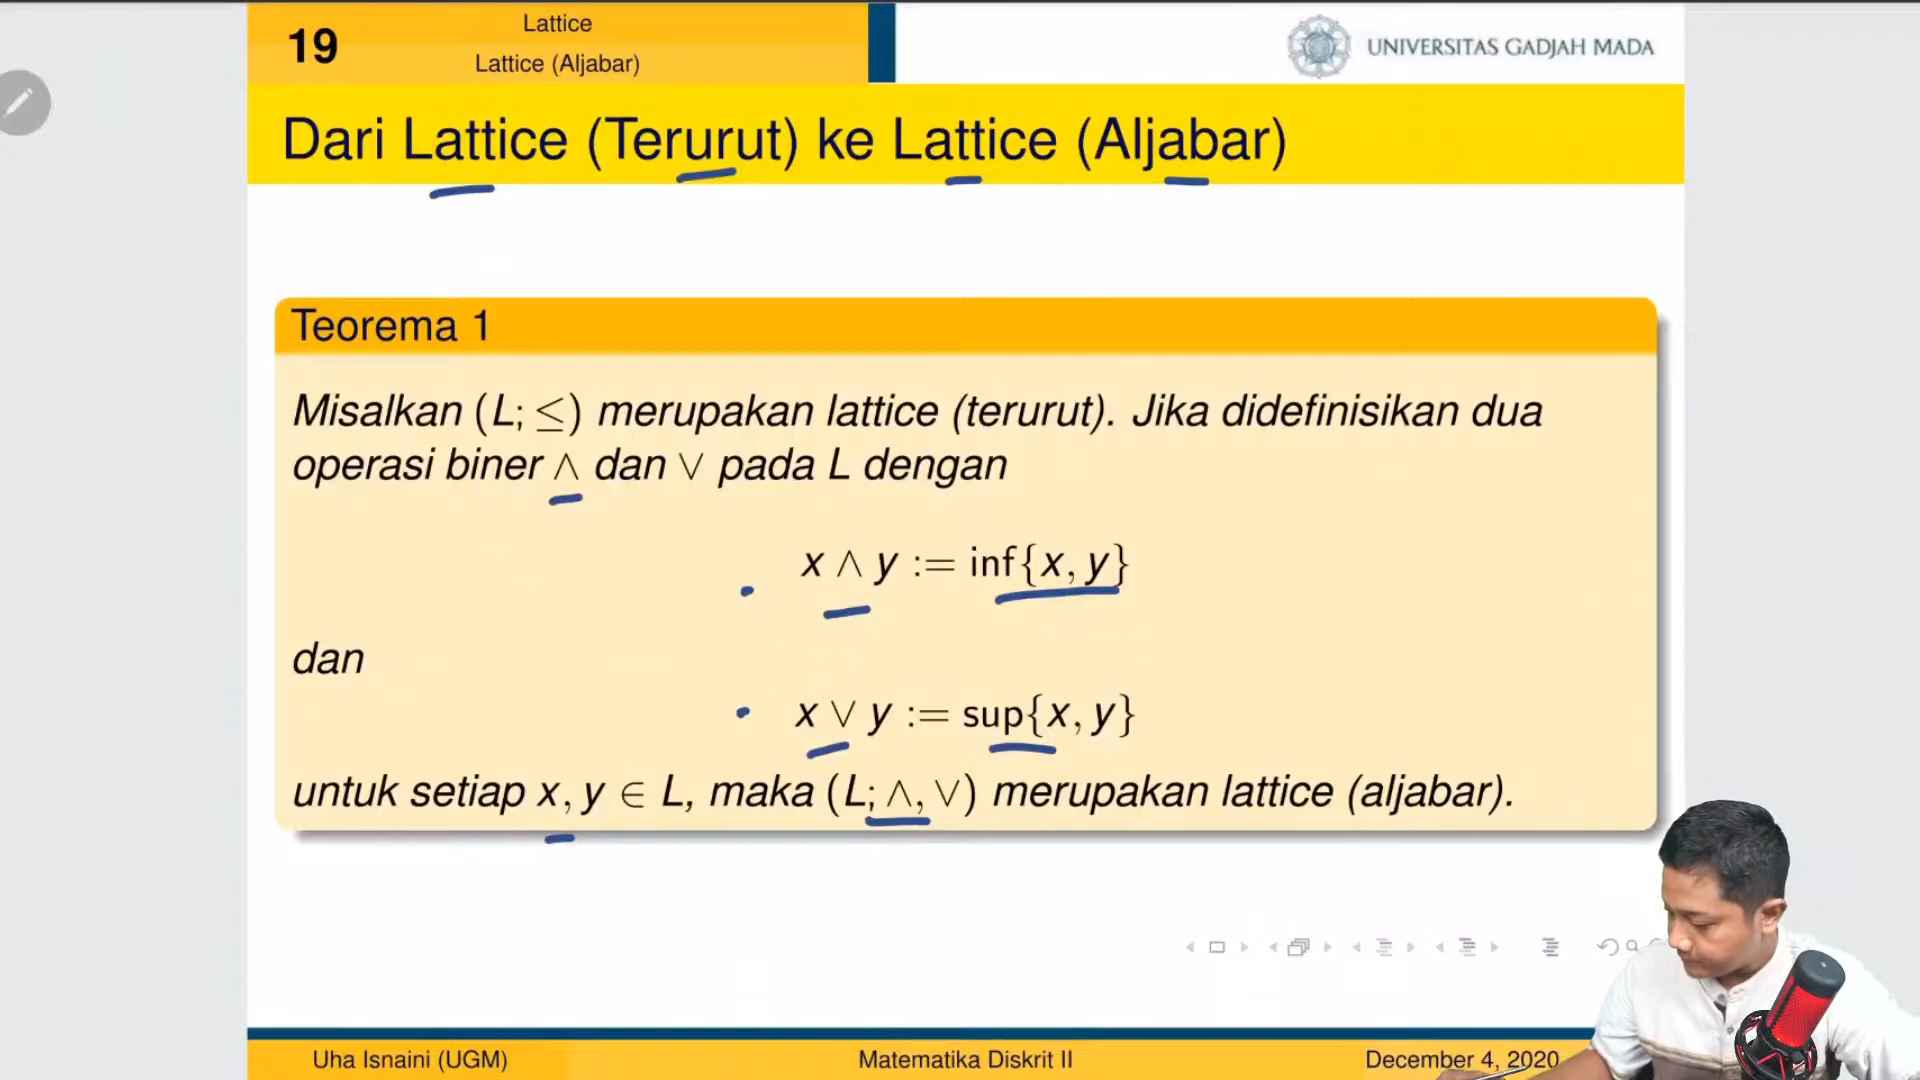 19
Lattice
Lattice (Aljabar)
UNIVERSITAS GADJAH MADA
Dari Lattice (Terurut) ke Lattice (Aljabar)
Teorema 1
Misalkan (L; ≤) merupakan lattice (terurut). Jika didefinisikan dua
operasi biner ∧ dan ∨ pada L dengan
x ∧ y := inf{x, y}
dan
x ∨ y := sup{x, y}
untuk setiap x, y ∈ L, maka (L; ∧, ∨) merupakan lattice (aljabar).
Uha Isnaini (UGM)
Matematika Diskrit II
December 4, 2020